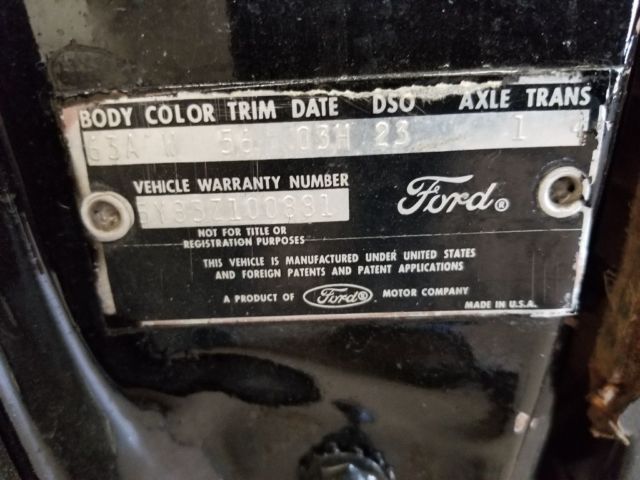 BODY COLOR TRIM DATE DSO AXLE TRANS
63A 56 03H 23 1 4
VEHICLE WARRANTY NUMBER
6Y85Z100891
Ford®
NOT FOR TITLE OR
REGISTRATION PURPOSES
THIS VEHICLE IS MANUFACTURED UNDER UNITED STATES
AND FOREIGN PATENTS AND PATENT APPLICATIONS
A PRODUCT OF Ford® MOTOR COMPANY
MADE IN U.S.A.